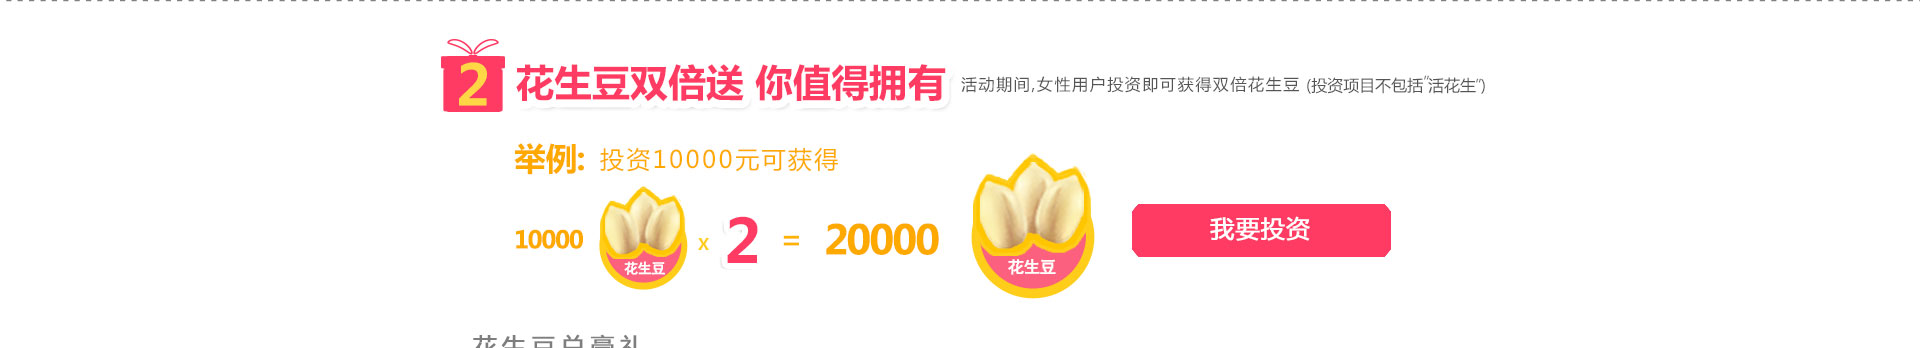 2
花生豆双倍送 你值得拥有
活动期间,女性用户投资即可获得双倍花生豆 (投资项目不包括"活花生")
举例: 投资10000元可获得
10000 花生豆 x 2 = 20000 花生豆
我要投资